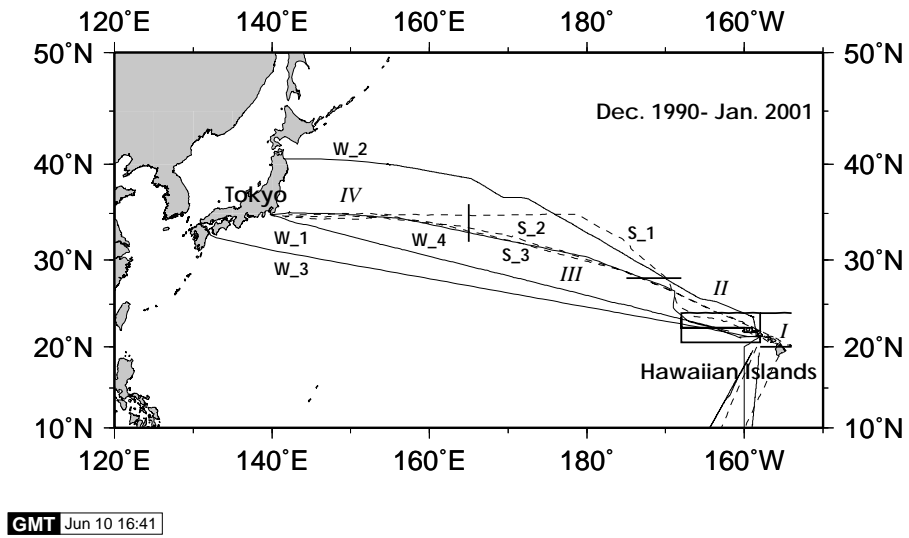 120˚E 140˚E 160˚E 180˚ 160˚W
50˚N 50˚N
Dec. 1990- Jan. 2001
40˚N W_2 40˚N
Tokyo IV
S_2 S_1
W_1 W_4
30˚N S_3 30˚N
W_3 III
II
I
20˚N 20˚N
Hawaiian Islands
10˚N 10˚N
120˚E 140˚E 160˚E 180˚ 160˚W
GMT Jun 10 16:41